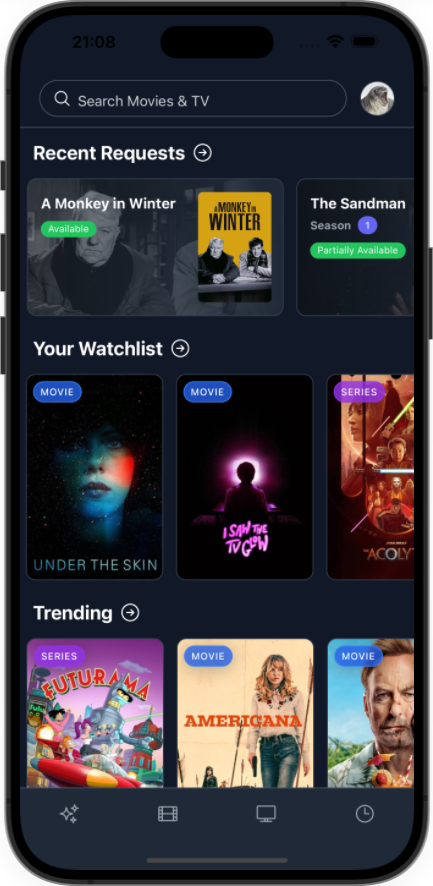 21:08
Search Movies & TV
Recent Requests
A Monkey in Winter
Available
A MONKEY IN
WINTER
The Sandman
Season 1
Partially Available
Your Watchlist
MOVIE
UNDER THE SKIN
MOVIE
I SAW THE
TV GLOW
SERIES
STAR WARS
ACOLY
Trending
SERIES
FUTURAMA
MOVIE
AMERICANA
MOVIE